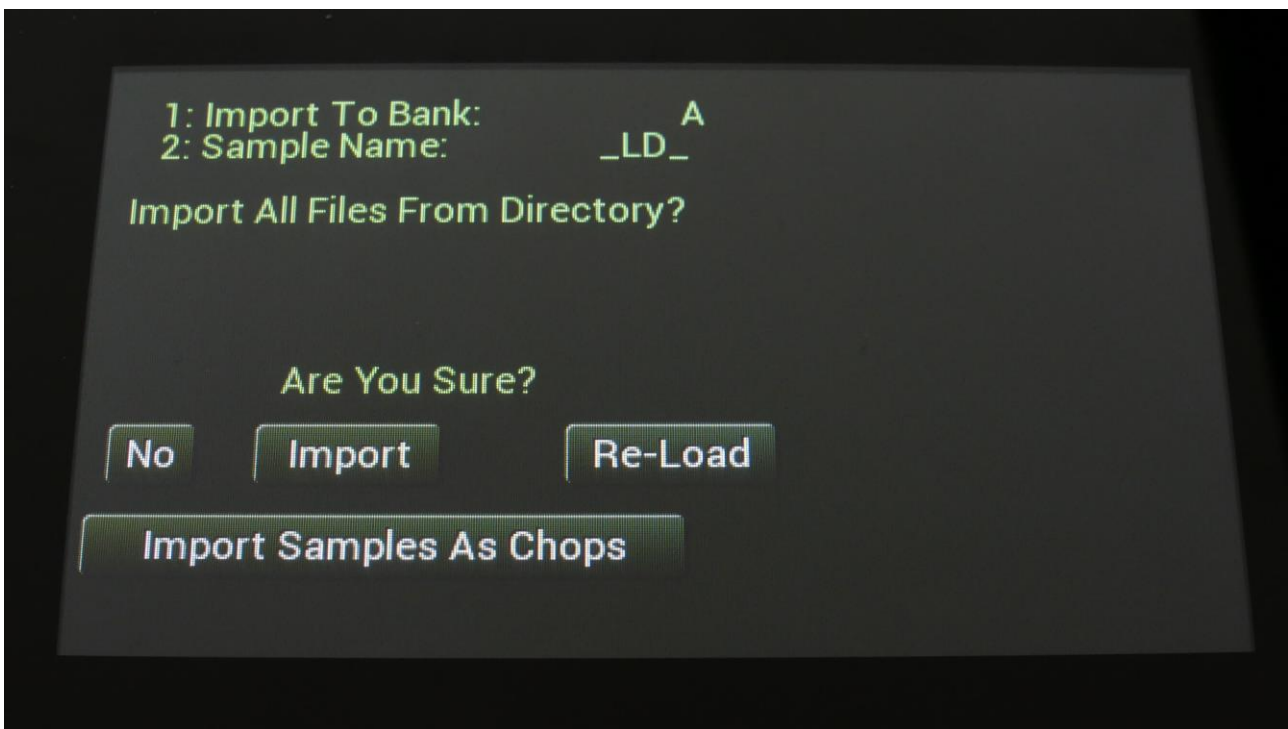 1: Import To Bank: A
2: Sample Name: _LD_
Import All Files From Directory?
Are You Sure?
No Import Re-Load
Import Samples As Chops